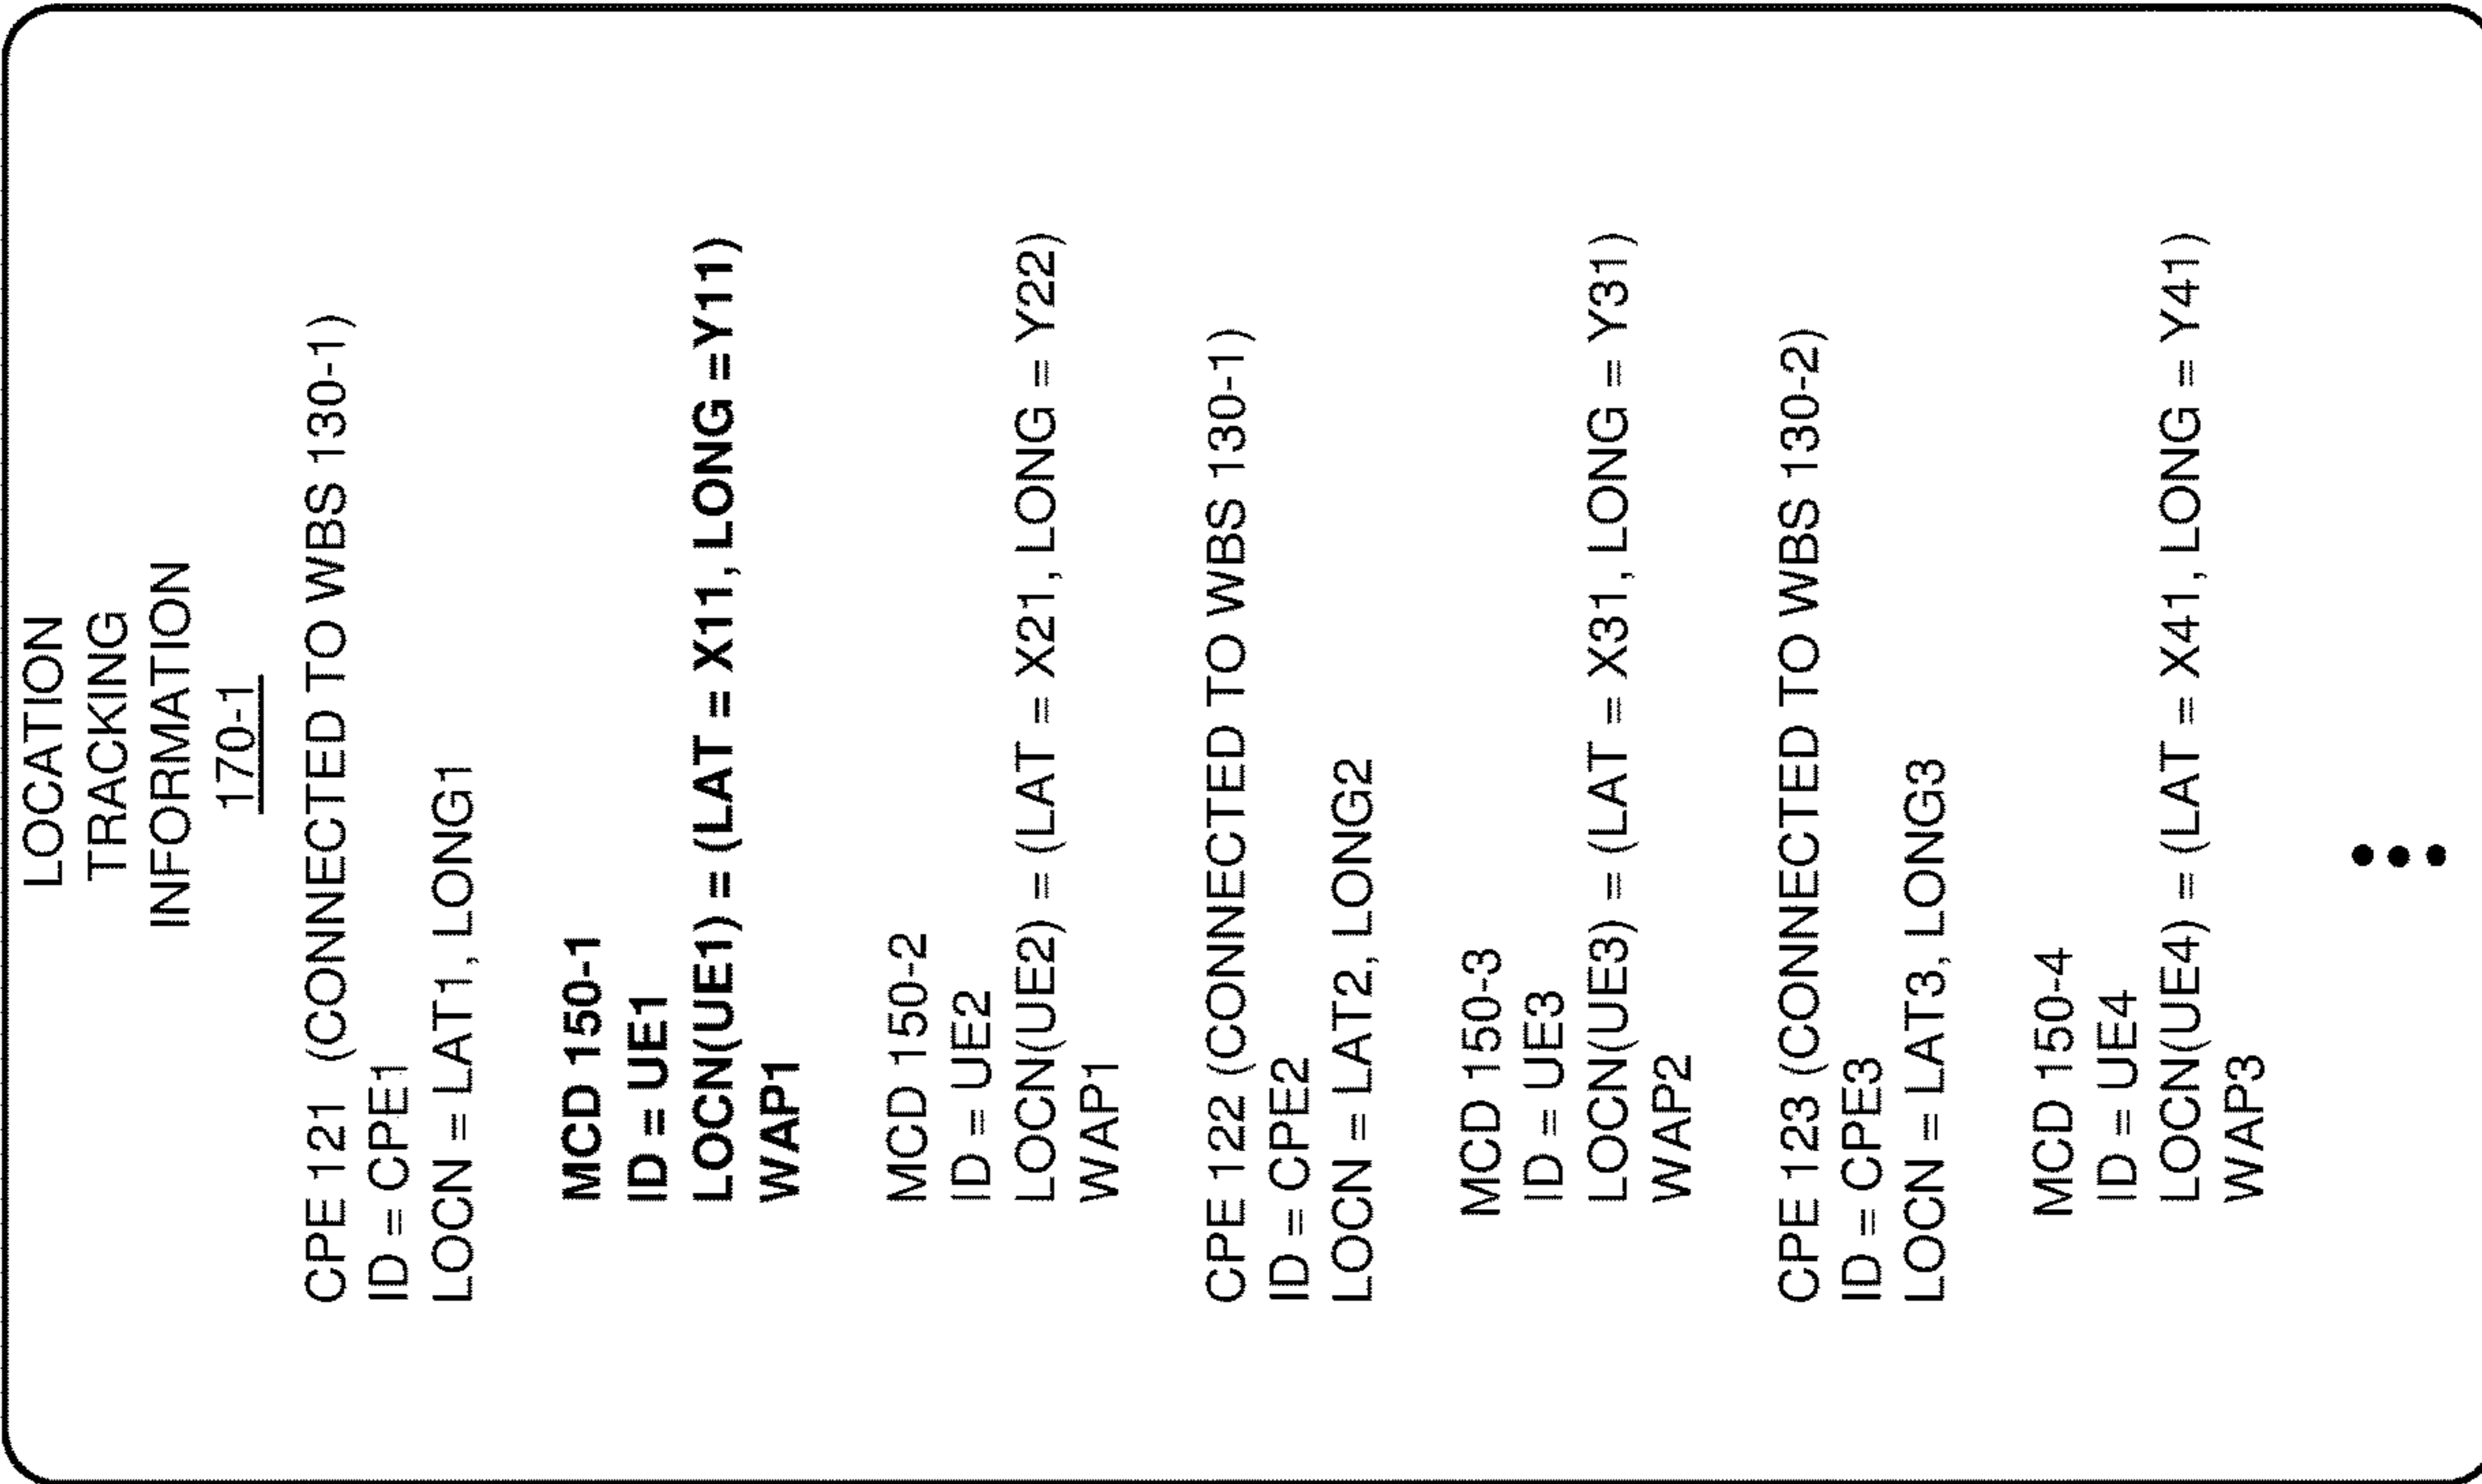 LOCATION
TRACKING
INFORMATION
170-1
CPE 121 (CONNECTED TO WBS 130-1)
ID = CPE1
LOCN = LAT1, LONG1
MCD 150-1
ID = UE1
LOCN(UE1) = (LAT = X11, LONG =Y11)
WAP1
MCD 150-2
ID = UE2
LOCN(UE2) = (LAT = X21, LONG = Y22)
WAP1
CPE 122 (CONNECTED TO WBS 130-1)
ID = CPE2
LOCN = LAT2, LONG2
MCD 150-3
ID = UE3
LOCN(UE3) = (LAT = X31, LONG = Y31)
WAP2
CPE 123 (CONNECTED TO WBS 130-2)
ID = CPE3
LOCN = LAT3, LONG3
MCD 150-4
ID = UE4
LOCN(UE4) = (LAT = X41, LONG = Y41)
WAP3